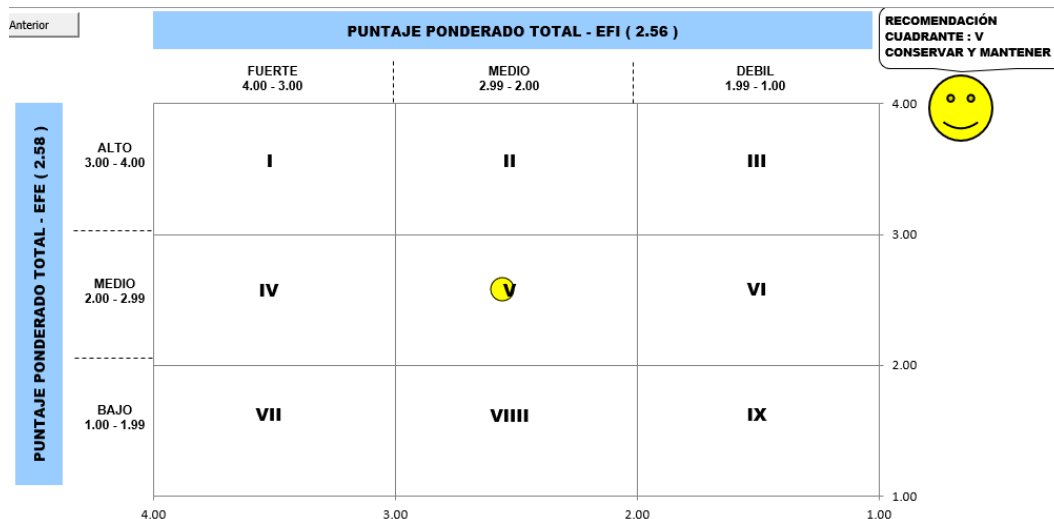 Anterior
PUNTAJE PONDERADO TOTAL - EFI ( 2.56 )
RECOMENDACIÓN
CUADRANTE : V
CONSERVAR Y MANTENER
FUERTE
4.00 - 3.00
MEDIO
2.99 - 2.00
DEBIL
1.99 - 1.00
PUNTAJE PONDERADO TOTAL - EFE ( 2.58 )
4.00
ALTO
3.00 - 4.00
I
II
III
3.00
MEDIO
2.00 - 2.99
IV
V
VI
2.00
BAJO
1.00 - 1.99
VII
VIIII
IX
1.00
4.00
3.00
2.00
1.00